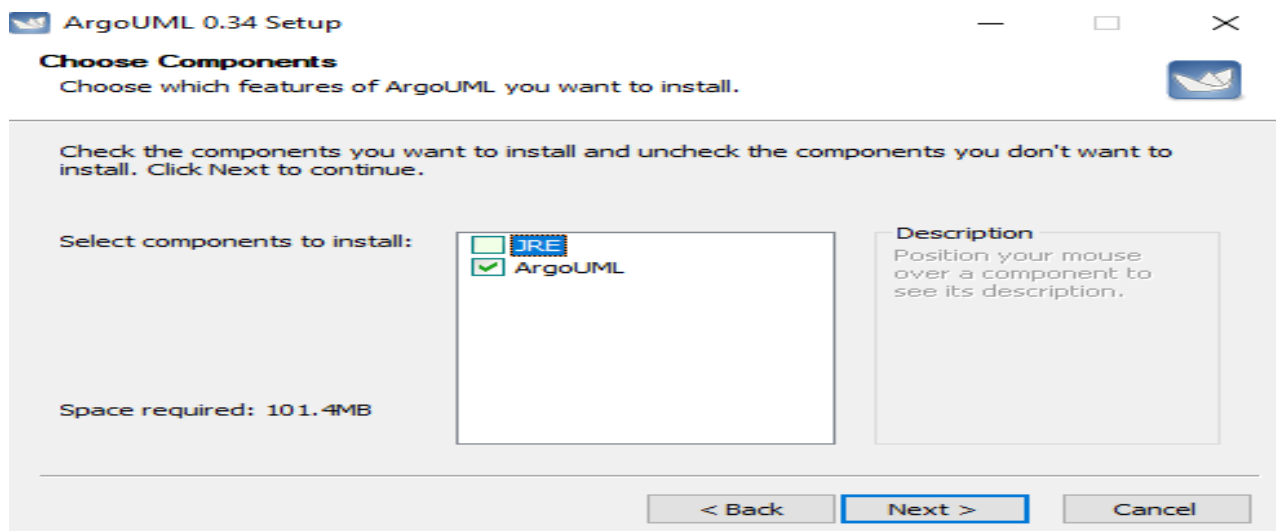 ArgoUML 0.34 Setup
Choose Components
Choose which features of ArgoUML you want to install.
Check the components you want to install and uncheck the components you don't want to
install. Click Next to continue.
Select components to install:
JRE
ArgoUML
Description
Position your mouse
over a component to
see its description.
Space required: 101.4MB
< Back
Next >
Cancel